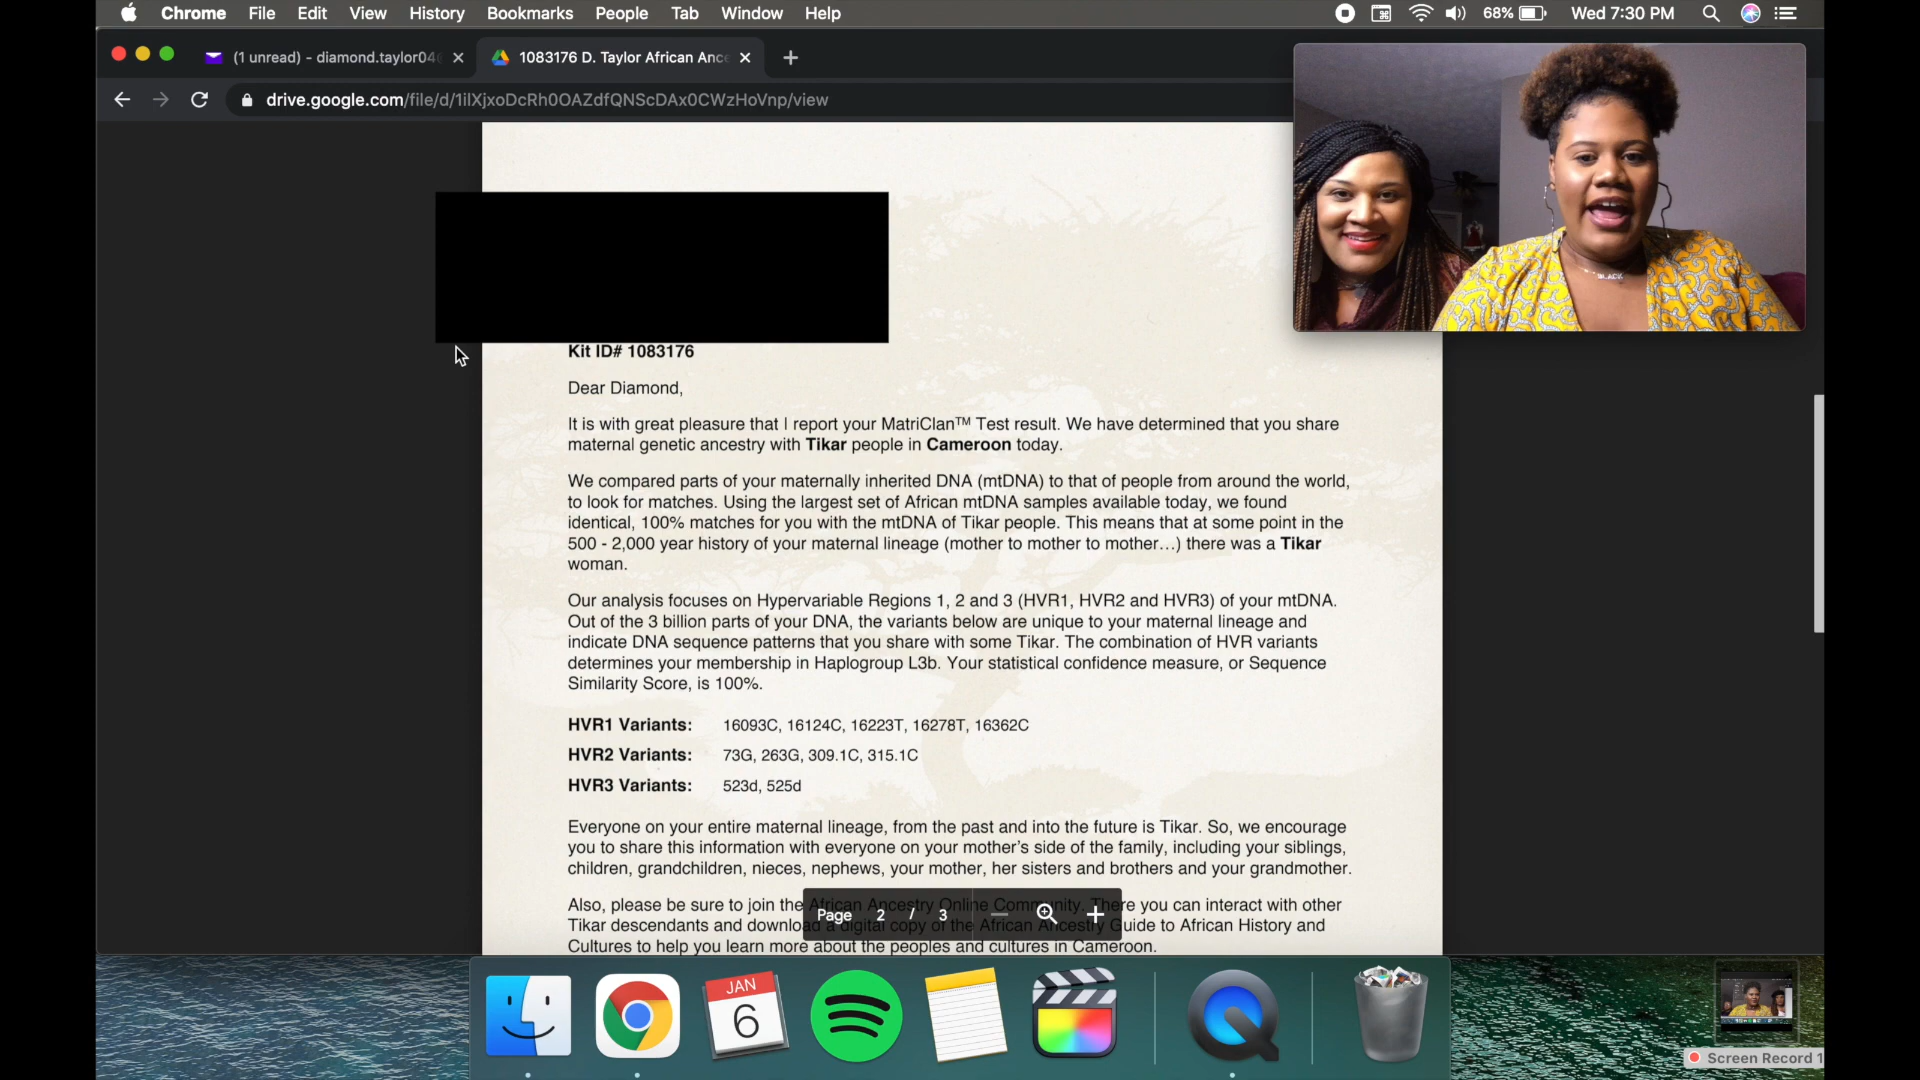 Chrome File Edit View History Bookmarks People Tab Window Help 68% Wed 7:30 PM
(1 unread) - diamond.taylor04 1083176 D. Taylor African Ance
drive.google.com/file/d/1ilXjxoDcRh0OAZdfQNScDAx0CWzHoVnp/view
BLACK
Kit ID# 1083176
Dear Diamond,
It is with great pleasure that I report your MatriClan™ Test result. We have determined that you share
maternal genetic ancestry with Tikar people in Cameroon today.
We compared parts of your maternally inherited DNA (mtDNA) to that of people from around the world,
to look for matches. Using the largest set of African mtDNA samples available today, we found
identical, 100% matches for you with the mtDNA of Tikar people. This means that at some point in the
500 - 2,000 year history of your maternal lineage (mother to mother to mother…) there was a Tikar
woman.
Our analysis focuses on Hypervariable Regions 1, 2 and 3 (HVR1, HVR2 and HVR3) of your mtDNA.
Out of the 3 billion parts of your DNA, the variants below are unique to your maternal lineage and
indicate DNA sequence patterns that you share with some Tikar. The combination of HVR variants
determines your membership in Haplogroup L3b. Your statistical confidence measure, or Sequence
Similarity Score, is 100%.
HVR1 Variants: 16093C, 16124C, 16223T, 16278T, 16362C
HVR2 Variants: 73G, 263G, 309.1C, 315.1C
HVR3 Variants: 523d, 525d
Everyone on your entire maternal lineage, from the past and into the future is Tikar. So, we encourage
you to share this information with everyone on your mother's side of the family, including your siblings,
children, grandchildren, nieces, nephews, your mother, her sisters and brothers and your grandmother.
Also, please be sure to join the African Ancestry Online Community. There you can interact with other
Tikar descendants and download a digital copy of the African Ancestry Guide to African History and
Cultures to help you learn more about the peoples and cultures in Cameroon.
Page 2 / 3
JAN
6
Screen Record 1